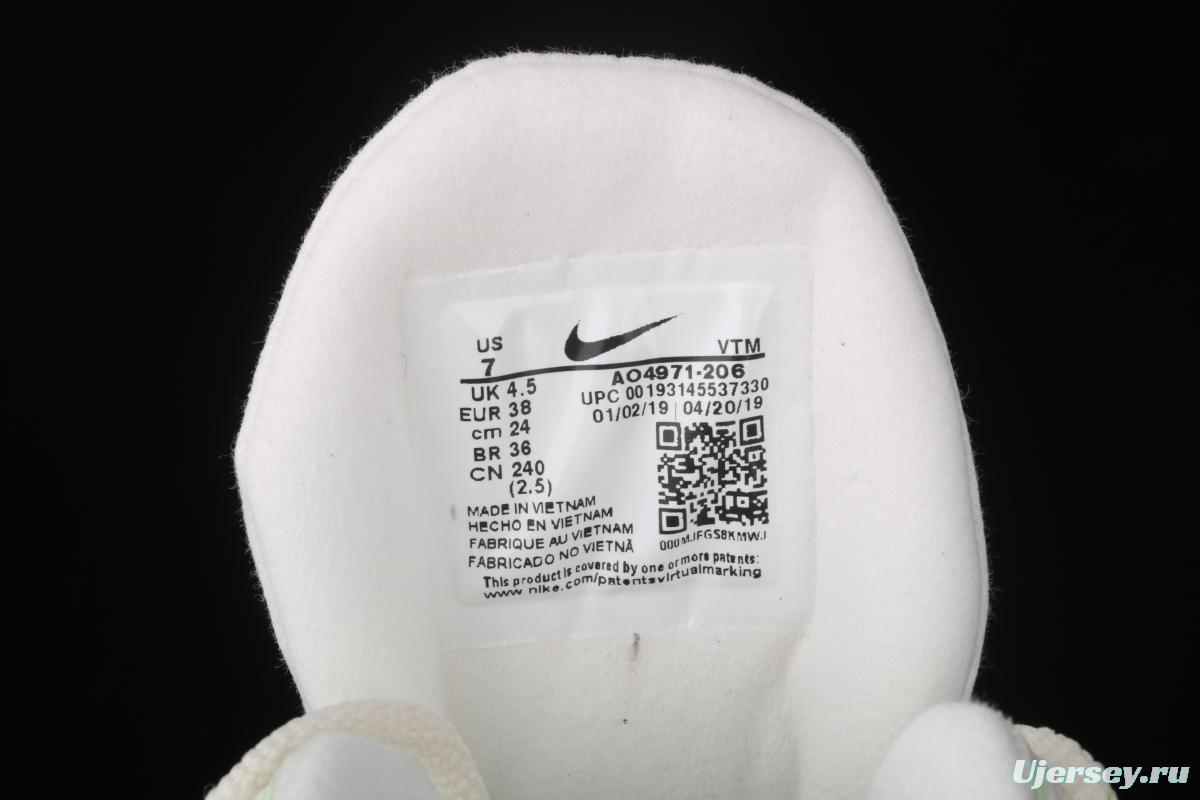 US VTM
7 AO4971-206
UK 4.5 UPC 00193145537330
EUR 38 01/02/19 | 04/20/19
cm 24
BR 36
CN 240
(2.5)
MADE IN VIETNAM
HECHO EN VIETNAM
FABRIQUE AU VIETNAM
FABRICADO NO VIETNÃ
This product is covered by one or more patents:
www.nike.com/patentsvirtualmarking
Ujersey.ru